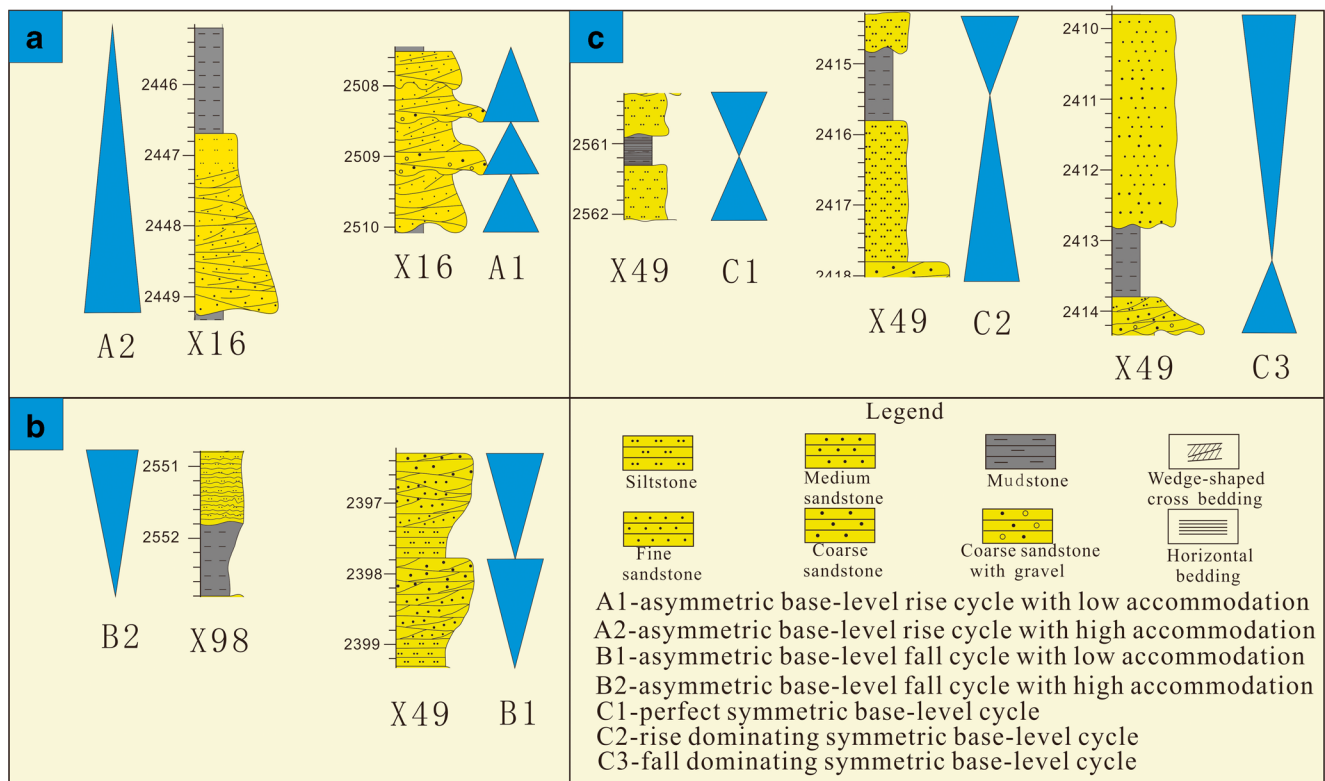 a
2446
2447
2448
2449
A2
X16
2508
2509
2510
X16
A1
c
2561
2562
X49
C1
2415
2416
2417
2418
X49
C2
2410
2411
2412
2413
2414
X49
C3
b
2551
2552
B2
X98
2397
2398
2399
X49
B1
Legend
Siltstone
Medium
sandstone
Mudstone
Wedge-shaped
cross bedding
Fine
sandstone
Coarse
sandstone
Coarse sandstone
with gravel
Horizontal
bedding
A1-asymmetric base-level rise cycle with low accommodation
A2-asymmetric base-level rise cycle with high accommodation
B1-asymmetric base-level fall cycle with low accommodation
B2-asymmetric base-level fall cycle with high accommodation
C1-perfect symmetric base-level cycle
C2-rise dominating symmetric base-level cycle
C3-fall dominating symmetric base-level cycle